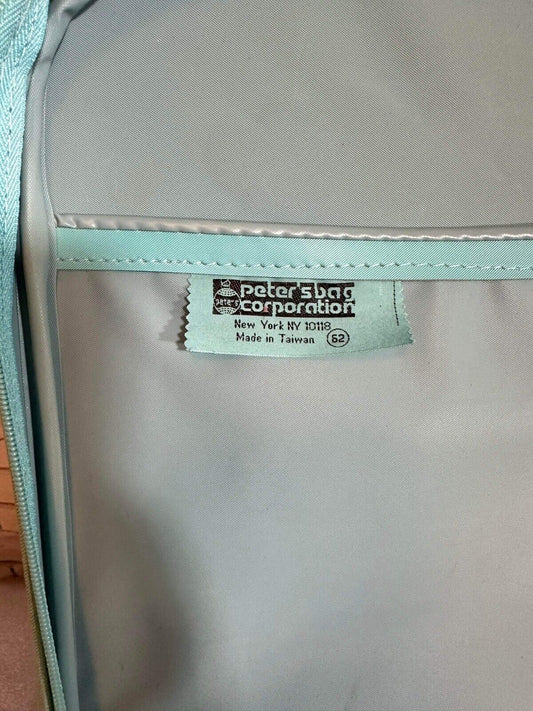 peter's
peter's bag
corporation
New York NY 10118
Made in Taiwan 62